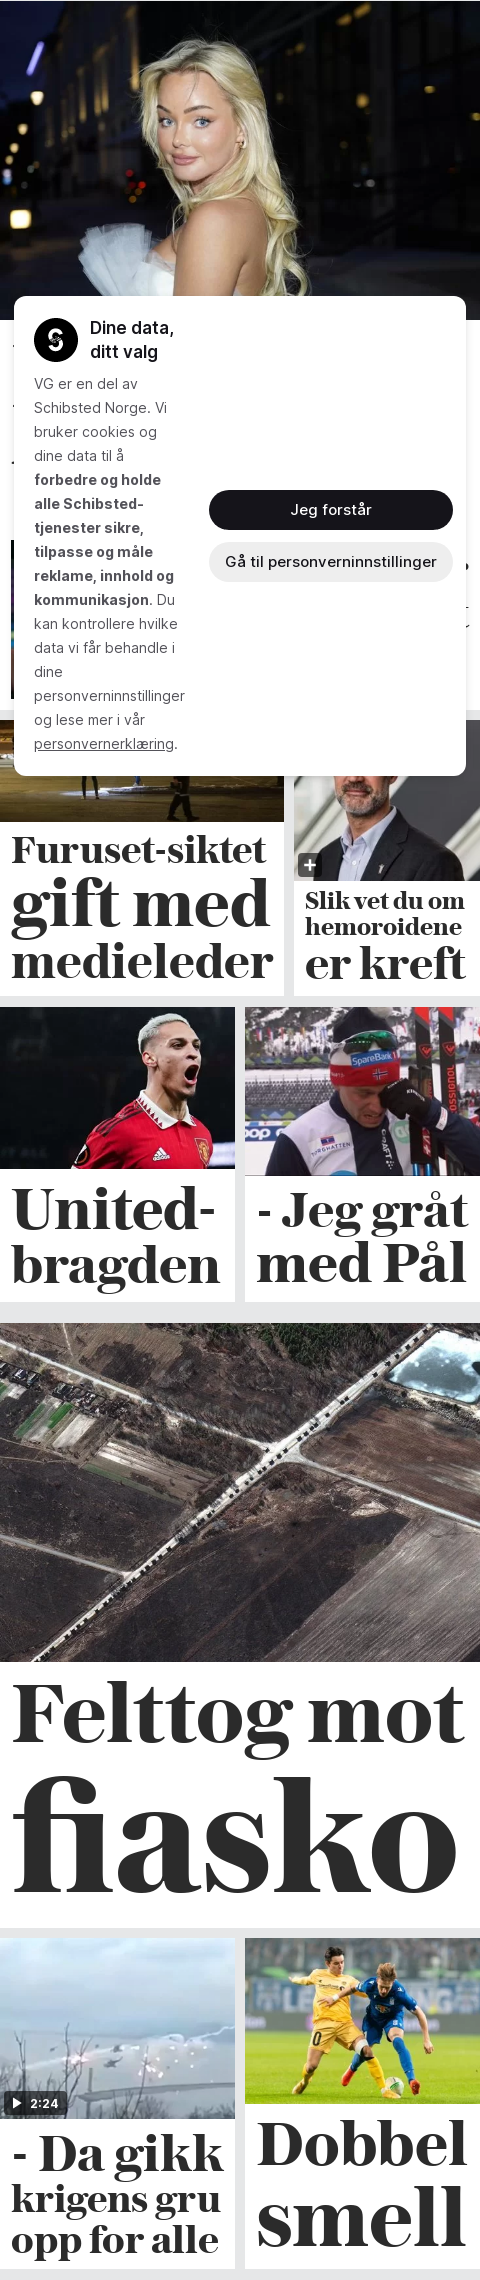 Dine data,
ditt valg
VG er en del av
Schibsted Norge. Vi
bruker cookies og
dine data til å
forbedre og holde
alle Schibsted-
tjenester sikre,
tilpasse og måle
reklame, innhold og
kommunikasjon. Du
kan kontrollere hvilke
data vi får behandle i
dine
personverninnstillinger
og lese mer i vår
personvernerklæring.
Jeg forstår
Gå til personverninnstillinger
Furuset-siktet
gift med
medieleder
Slik vet du om
hemoroidene
er kreft
SpareBank
TORGHATTEN
CRAFT
United-
bragden
- Jeg gråt
med Pål
Felttog mot
fiasko
2:24
- Da gikk
krigens gru
opp for alle
Dobbel
smell